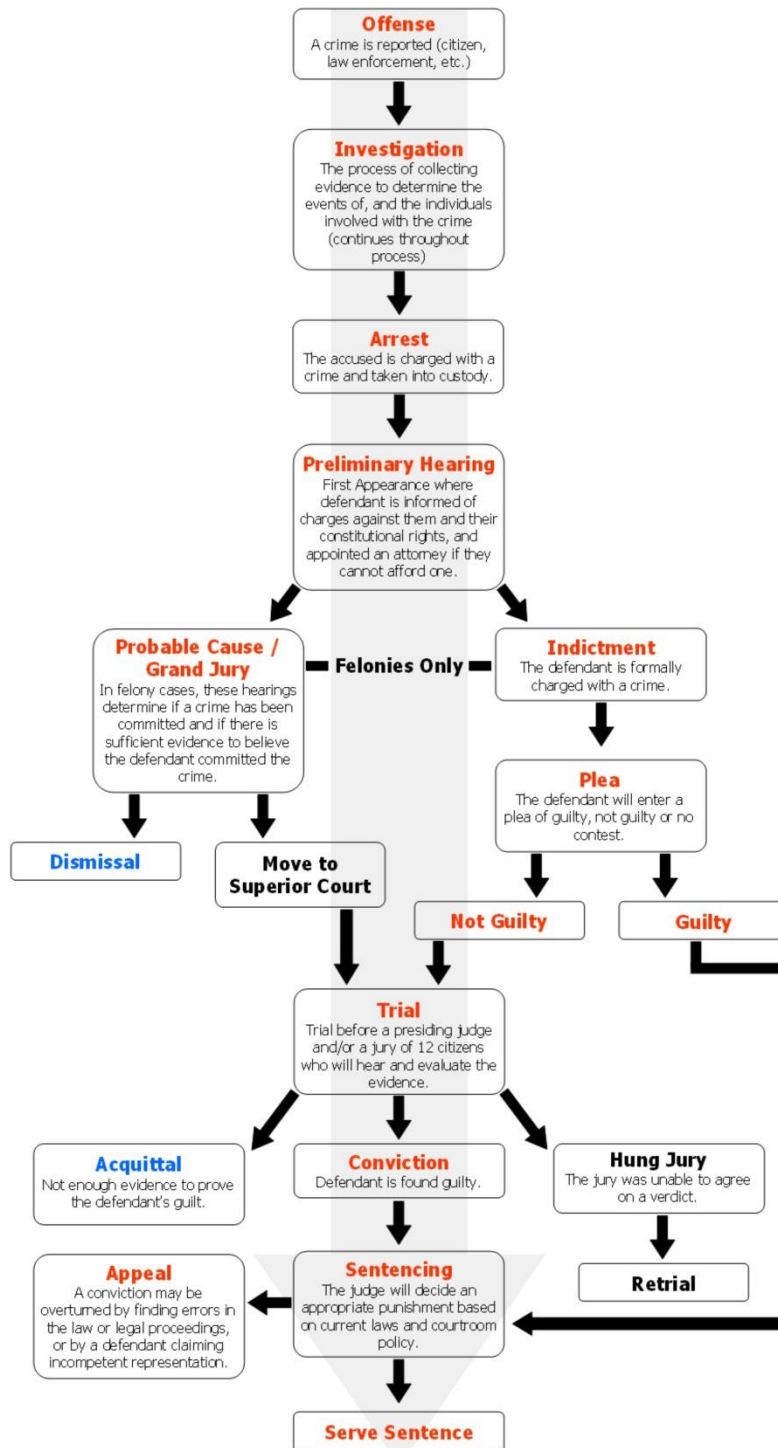 Offense
A crime is reported (citizen,
law enforcement, etc.)
Investigation
The process of collecting
evidence to determine the
events of, and the individuals
involved with the crime
(continues throughout
process)
Arrest
The accused is charged with a
crime and taken into custody.
Preliminary Hearing
First Appearance where
defendant is informed of
charges against them and their
constitutional rights, and
appointed an attorney if they
cannot afford one.
Probable Cause /
Grand Jury
In felony cases, these hearings
determine if a crime has been
committed and if there is
sufficient evidence to believe
the defendant committed the
crime.
Felonies Only
Indictment
The defendant is formally
charged with a crime.
Plea
The defendant will enter a
plea of guilty, not guilty or no
contest.
Dismissal
Move to
Superior Court
Not Guilty
Guilty
Trial
Trial before a presiding judge
and/or a jury of 12 citizens
who will hear and evaluate the
evidence.
Acquittal
Not enough evidence to prove
the defendant's guilt.
Conviction
Defendant is found guilty.
Hung Jury
The jury was unable to agree
on a verdict.
Appeal
A conviction may be
overturned by finding errors in
the law or legal proceedings,
or by a defendant claiming
incompetent representation.
Sentencing
The judge will decide an
appropriate punishment based
on current laws and courtroom
policy.
Retrial
Serve Sentence